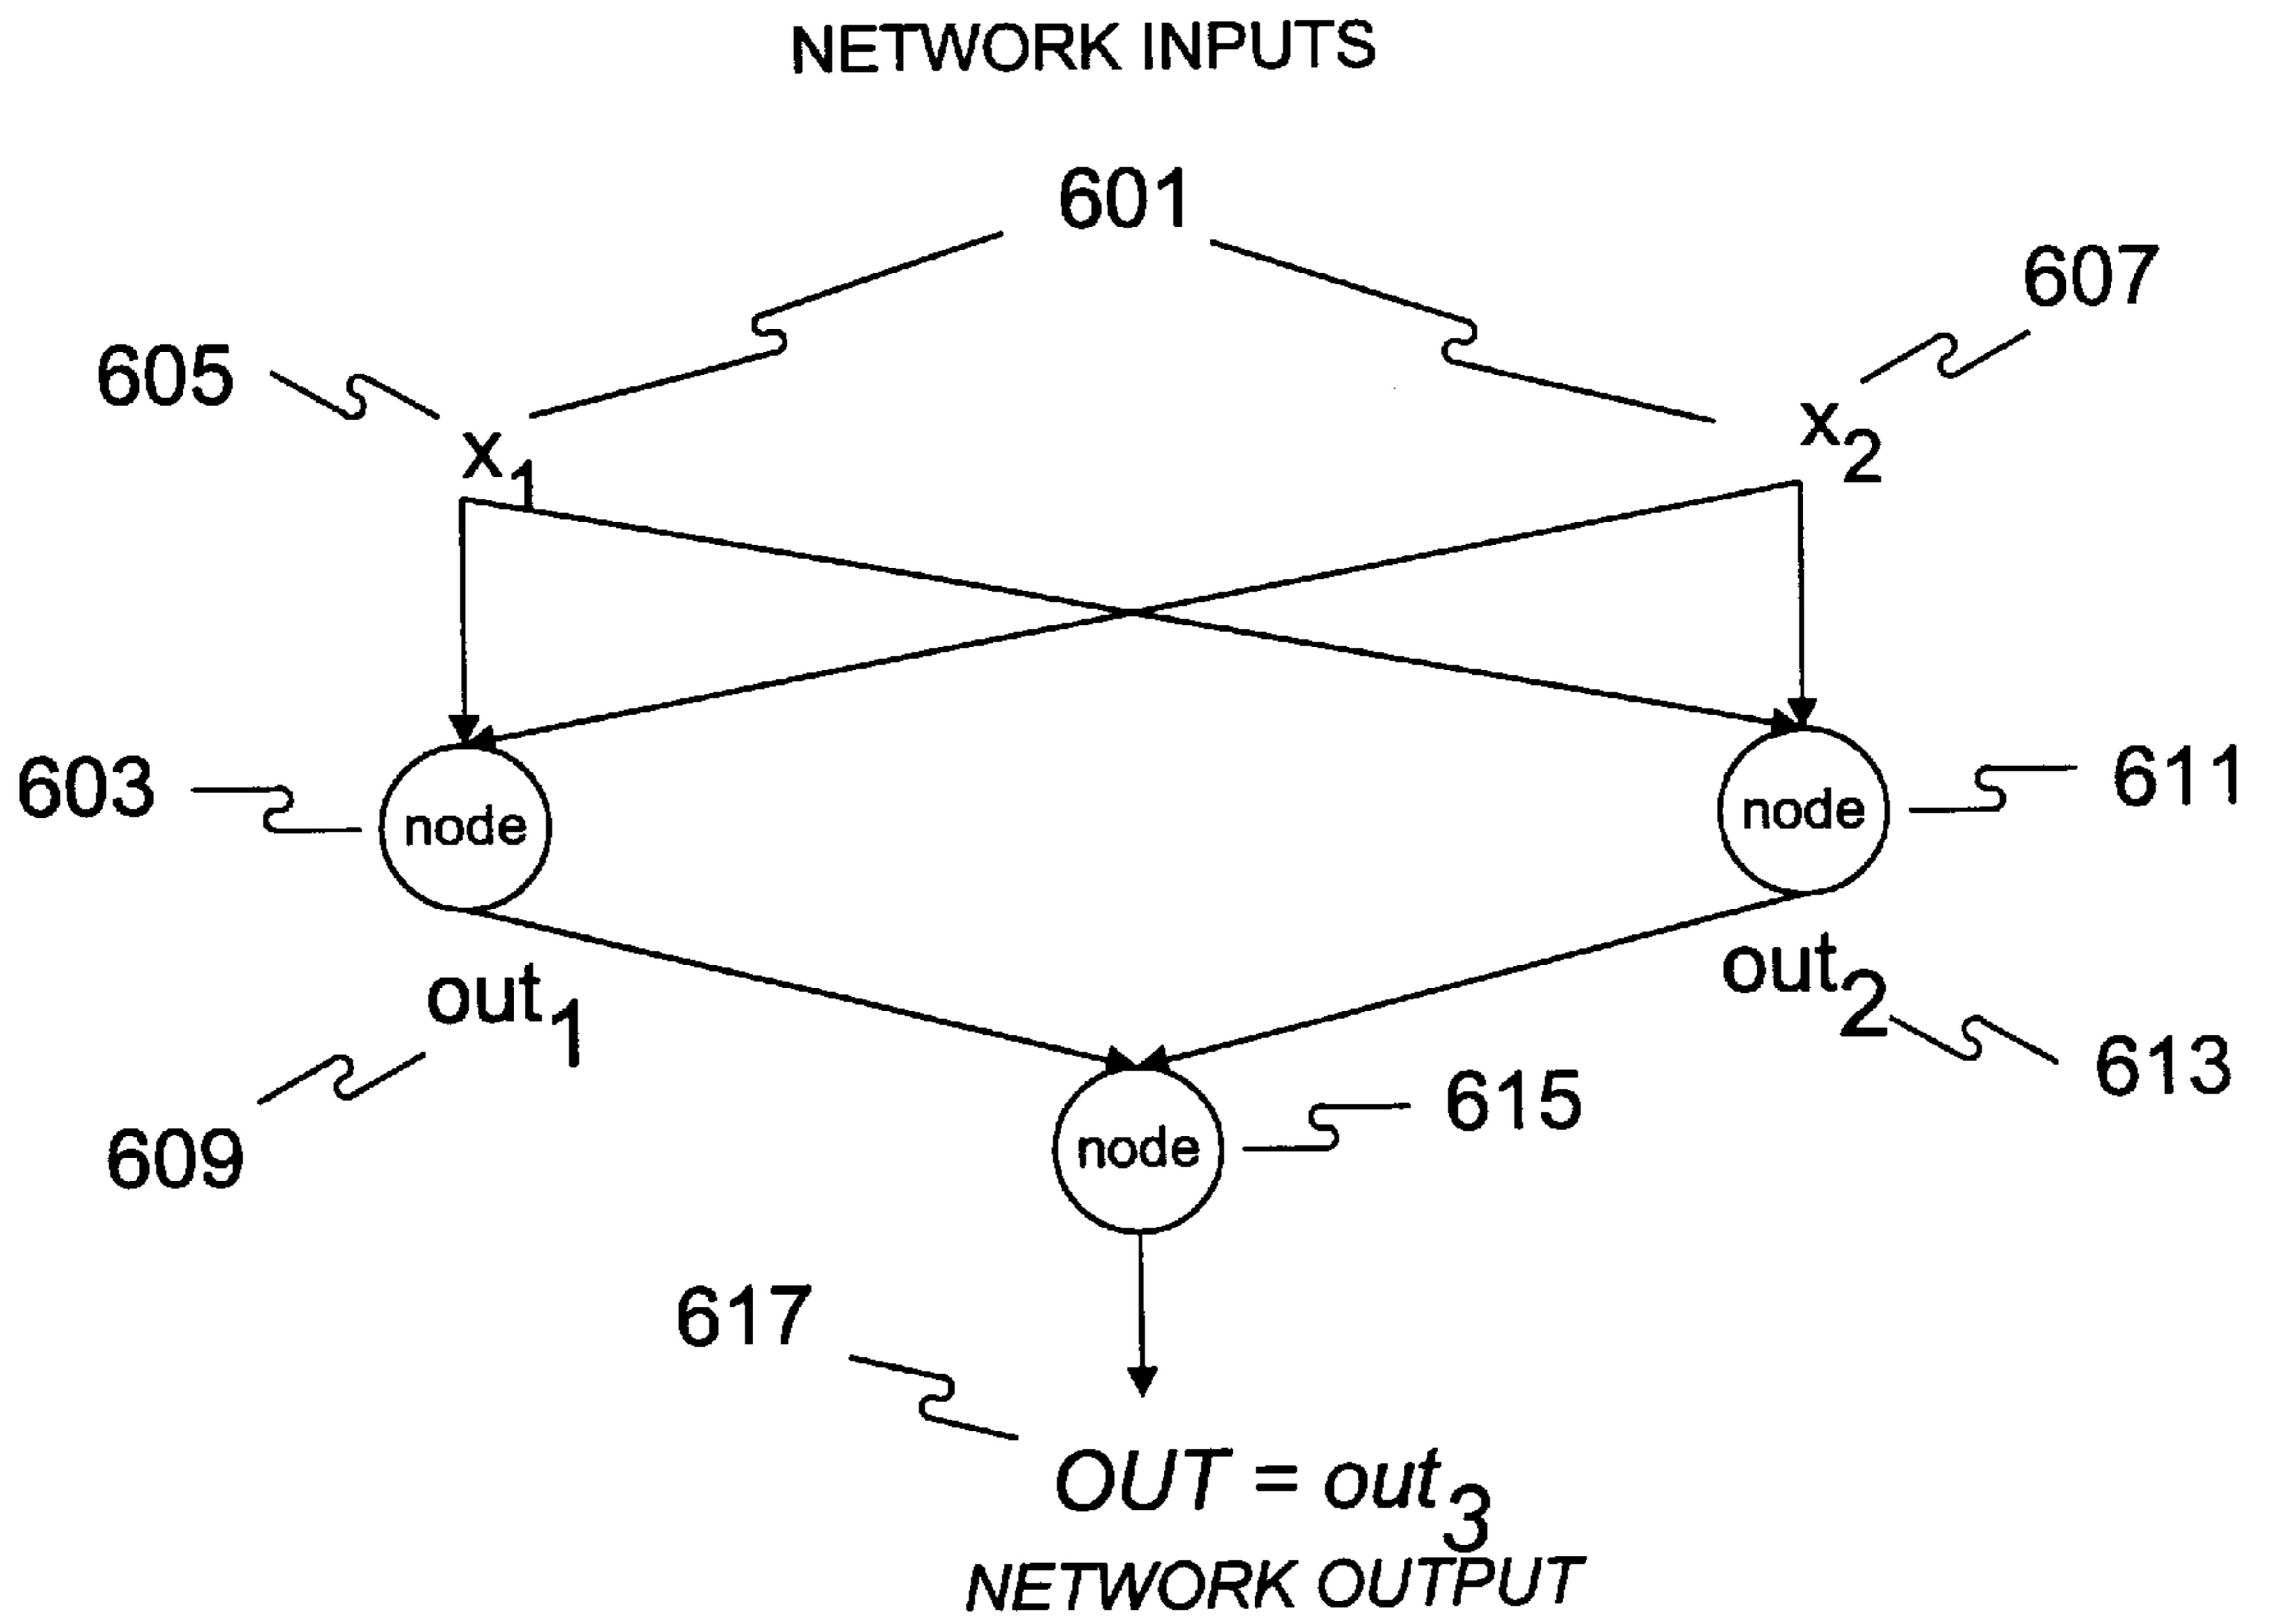 NETWORK INPUTS
601
607
605
x1
x2
603
node
node
611
out1
out2
613
609
node
615
617
OUT = out3
NETWORK OUTPUT